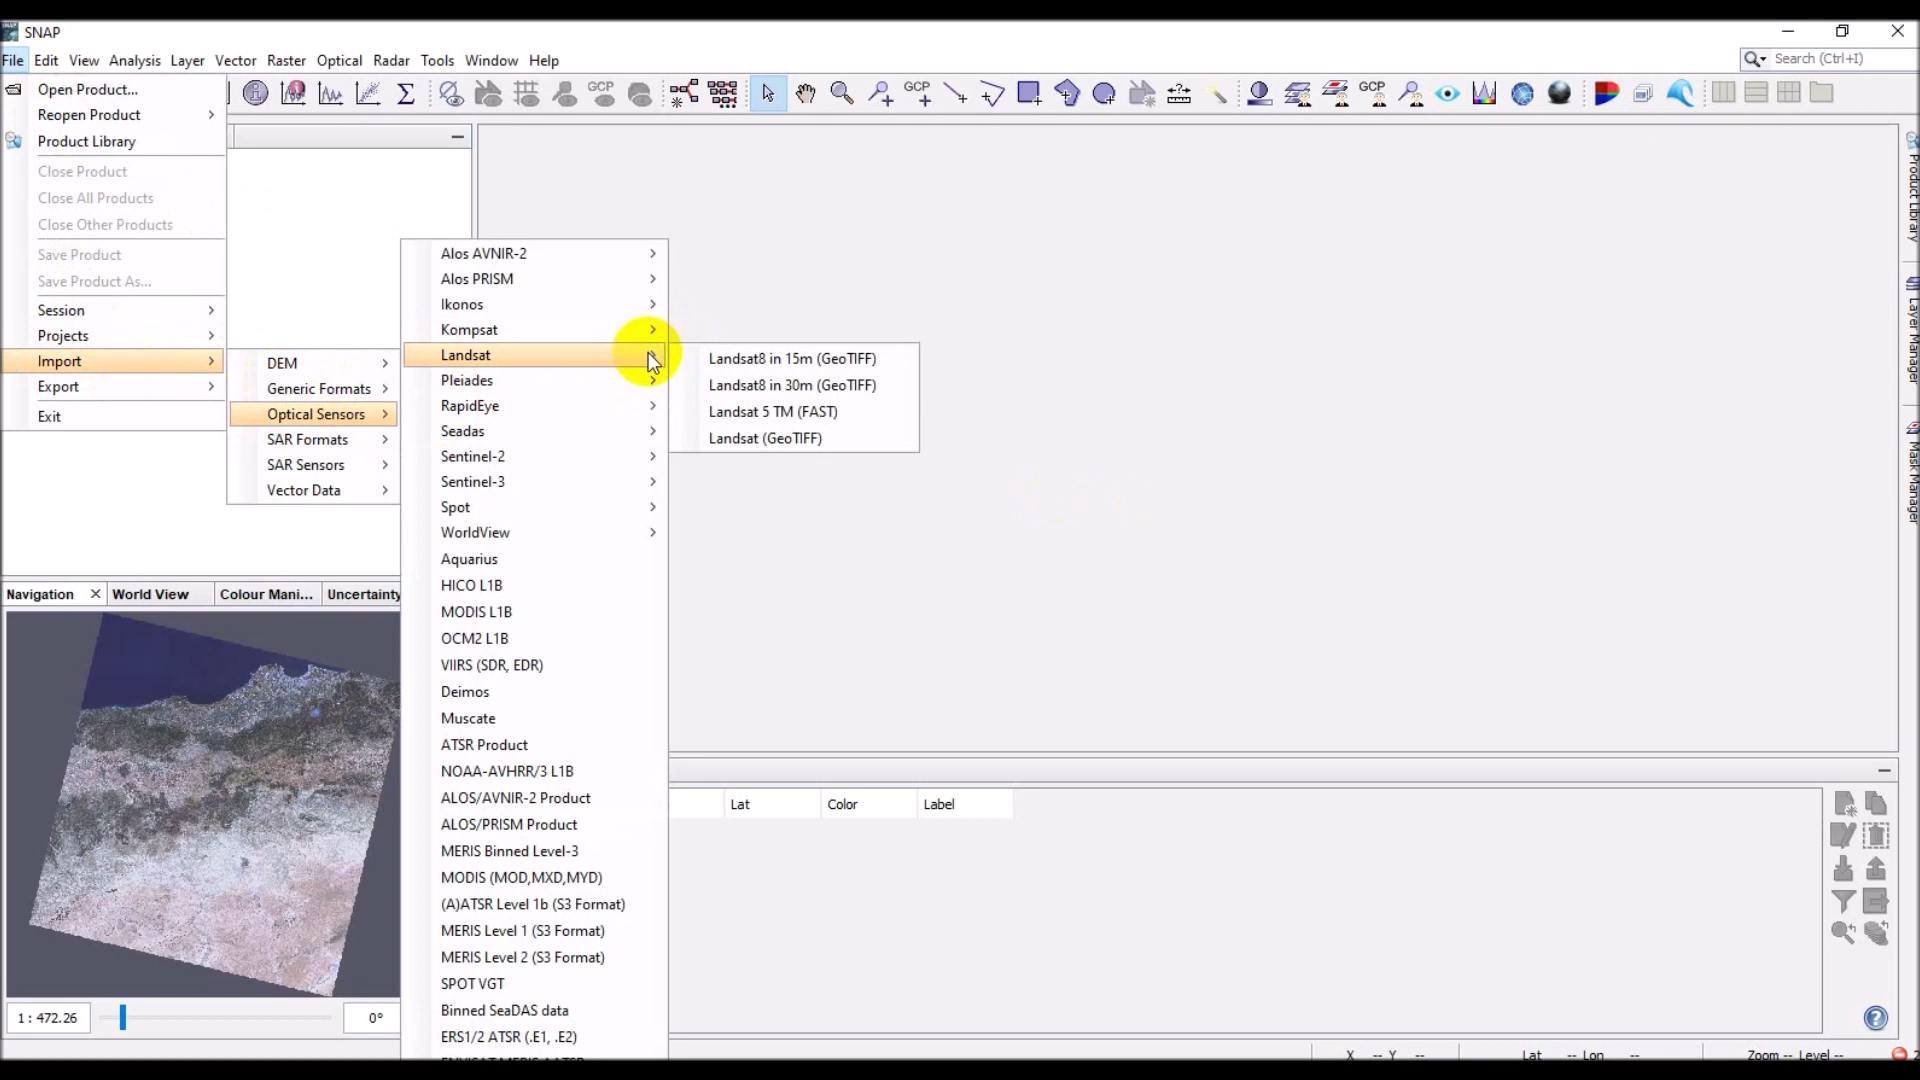 SNAP
File Edit View Analysis Layer Vector Raster Optical Radar Tools Window Help
Search (Ctrl+I)
GCP
GCP
GCP
Open Product...
Reopen Product
Product Library
Close Product
Close All Products
Close Other Products
Save Product
Save Product As...
Session
Projects
Import
Export
Exit
DEM
Generic Formats
Optical Sensors
SAR Formats
SAR Sensors
Vector Data
Alos AVNIR-2
Alos PRISM
Ikonos
Kompsat
Landsat
Pleiades
RapidEye
Seadas
Sentinel-2
Sentinel-3
Spot
WorldView
Aquarius
HICO L1B
MODIS L1B
OCM2 L1B
VIIRS (SDR, EDR)
Deimos
Muscate
ATSR Product
NOAA-AVHRR/3 L1B
ALOS/AVNIR-2 Product
ALOS/PRISM Product
MERIS Binned Level-3
MODIS (MOD,MXD,MYD)
(A)ATSR Level 1b (S3 Format)
MERIS Level 1 (S3 Format)
MERIS Level 2 (S3 Format)
SPOT VGT
Binned SeaDAS data
ERS1/2 ATSR (.E1, .E2)
Landsat8 in 15m (GeoTIFF)
Landsat8 in 30m (GeoTIFF)
Landsat 5 TM (FAST)
Landsat (GeoTIFF)
Product Library
Layer Manager
Mask Manager
Navigation World View Colour Mani... Uncertainty
1 : 472.26
0°
Lat Color Label
X -- Y -- Lat -- Lon -- Zoom -- Level --